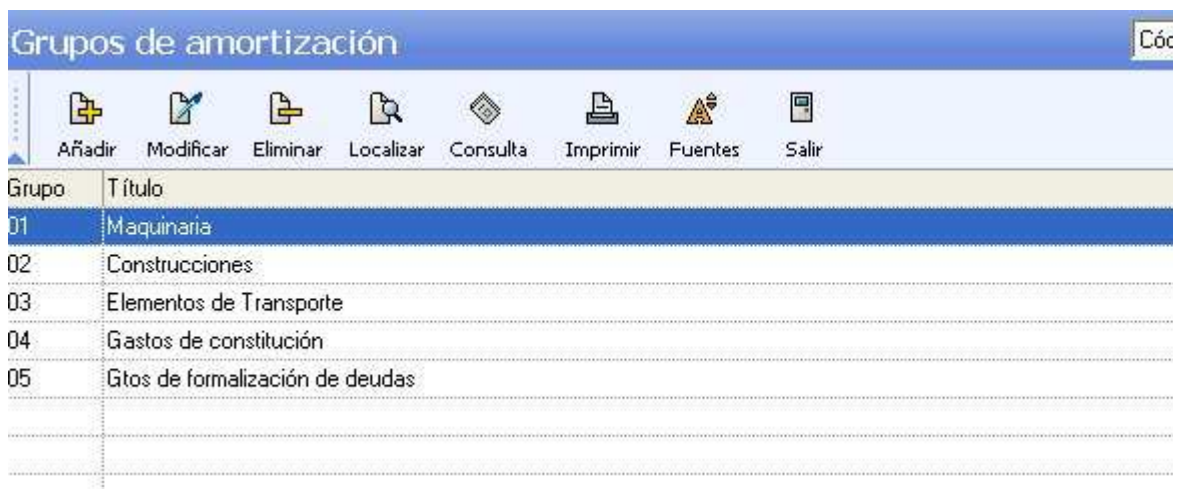 Grupos de amortización
Cóc
Añadir Modificar Eliminar Localizar Consulta Imprimir Fuentes Salir
Grupo Título
01 Maquinaria
02 Construcciones
03 Elementos de Transporte
04 Gastos de constitución
05 Gtos de formalización de deudas